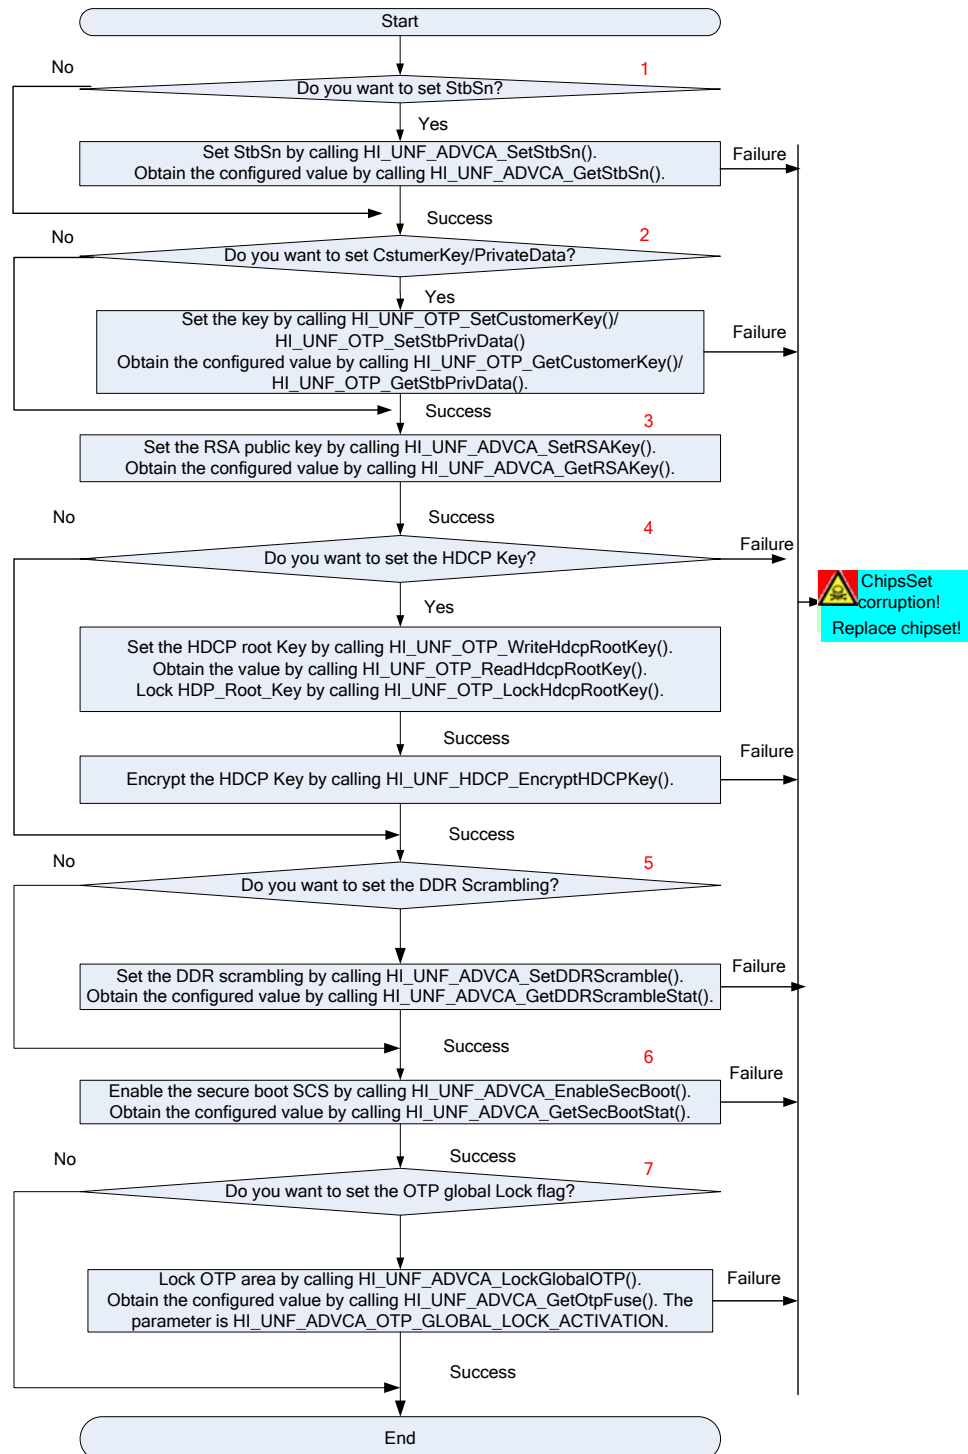 Start
No
1
Do you want to set StbSn?
Yes
Set StbSn by calling HI_UNF_ADVCA_SetStbSn().
Obtain the configured value by calling HI_UNF_ADVCA_GetStbSn().
Failure
Success
No
2
Do you want to set CstumerKey/PrivateData?
Yes
Set the key by calling HI_UNF_OTP_SetCustomerKey()/
HI_UNF_OTP_SetStbPrivData()
Obtain the configured value by calling HI_UNF_OTP_GetCustomerKey()/
HI_UNF_OTP_GetStbPrivData().
Failure
Success
3
Set the RSA public key by calling HI_UNF_ADVCA_SetRSAKey().
Obtain the configured value by calling HI_UNF_ADVCA_GetRSAKey().
No
Success
4
Do you want to set the HDCP Key?
Failure
ChipsSet
corruption!
Replace chipset!
Yes
Set the HDCP root Key by calling HI_UNF_OTP_WriteHdcpRootKey().
Obtain the value by calling HI_UNF_OTP_ReadHdcpRootKey().
Lock HDP_Root_Key by calling HI_UNF_OTP_LockHdcpRootKey().
Success
Encrypt the HDCP Key by calling HI_UNF_HDCP_EncryptHDCPKey().
Failure
Success
No
5
Do you want to set the DDR Scrambling?
Set the DDR scrambling by calling HI_UNF_ADVCA_SetDDRScramble().
Obtain the configured value by calling HI_UNF_ADVCA_GetDDRScrambleStat().
Failure
Success
6
Enable the secure boot SCS by calling HI_UNF_ADVCA_EnableSecBoot().
Obtain the configured value by calling HI_UNF_ADVCA_GetSecBootStat().
Failure
No
Success
7
Do you want to set the OTP global Lock flag?
Lock OTP area by calling HI_UNF_ADVCA_LockGlobalOTP().
Obtain the configured value by calling HI_UNF_ADVCA_GetOtpFuse(). The
parameter is HI_UNF_ADVCA_OTP_GLOBAL_LOCK_ACTIVATION.
Failure
Success
End